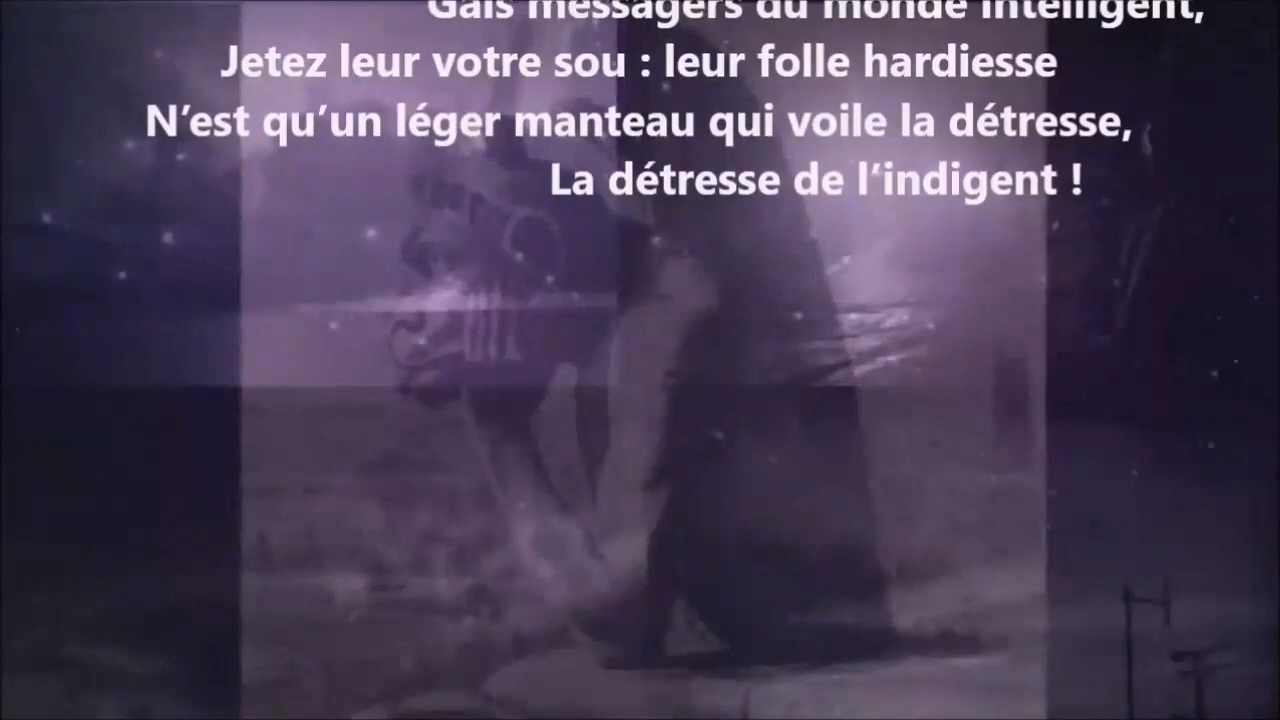 Gais messagers du monde intelligent,
Jetez leur votre sou : leur folle hardiesse
N’est qu’un léger manteau qui voile la détresse,
La détresse de l’indigent !